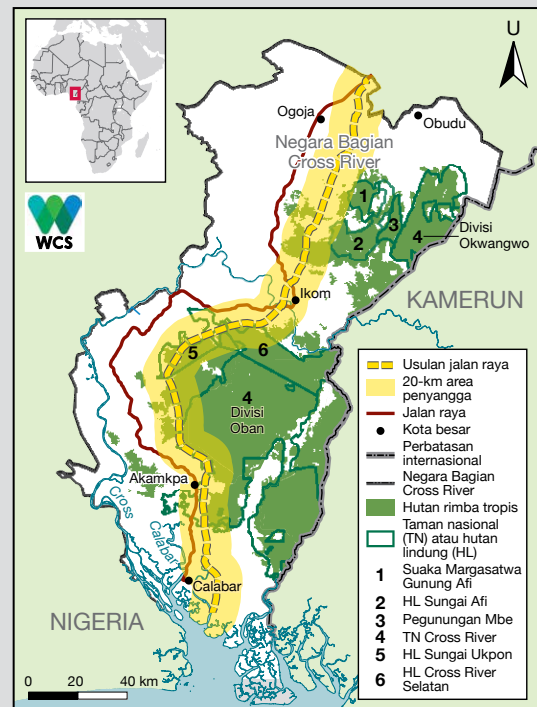 U
Ogoja
Obudu
Negara Bagian
Cross River
1
2
3
4
Divisi
Okwangwo
WCS
Ikom
KAMERUN
5
6
4
Divisi
Oban
Akamkpa
Cross
Calabar
Calabar
NIGERIA
0 20 40 km
Usulan jalan raya
20-km area
penyangga
Jalan raya
Kota besar
Perbatasan
internasional
Negara Bagian
Cross River
Hutan rimba tropis
Taman nasional
(TN) atau hutan
lindung (HL)
1 Suaka Margasatwa
Gunung Afi
2 HL Sungai Afi
3 Pegunungan Mbe
4 TN Cross River
5 HL Sungai Ukpon
6 HL Cross River
Selatan